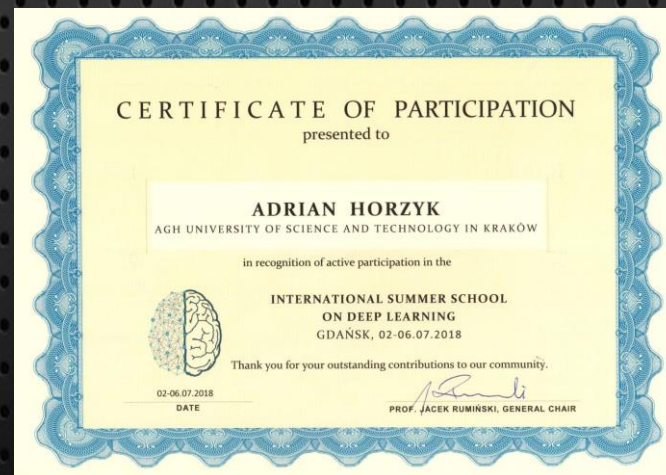 CERTIFICATE OF PARTICIPATION
presented to
ADRIAN HORZYK
AGH UNIVERSITY OF SCIENCE AND TECHNOLOGY IN KRAKÓW
in recognition of active participation in the
INTERNATIONAL SUMMER SCHOOL
ON DEEP LEARNING
GDAŃSK, 02-06.07.2018
Thank you for your outstanding contributions to our community.
02-06.07.2018
DATE
PROF. JACEK RUMIŃSKI, GENERAL CHAIR